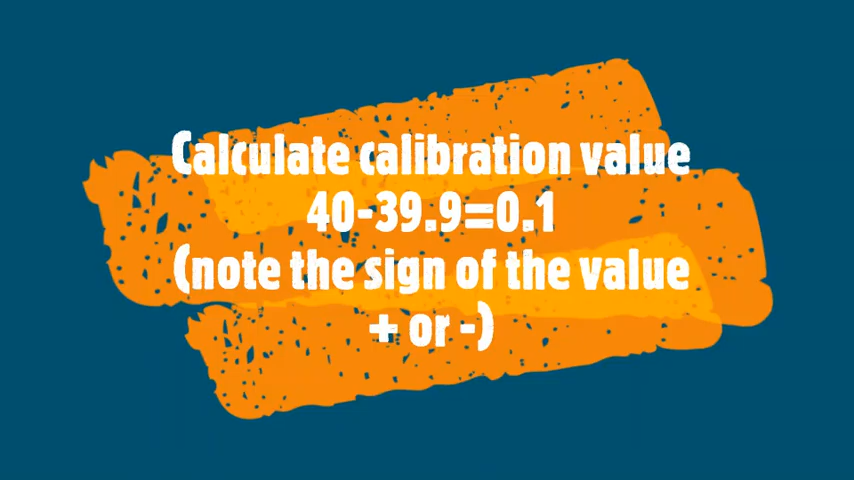 Calculate calibration value
40-39.9=0.1
(note the sign of the value
+ or -)